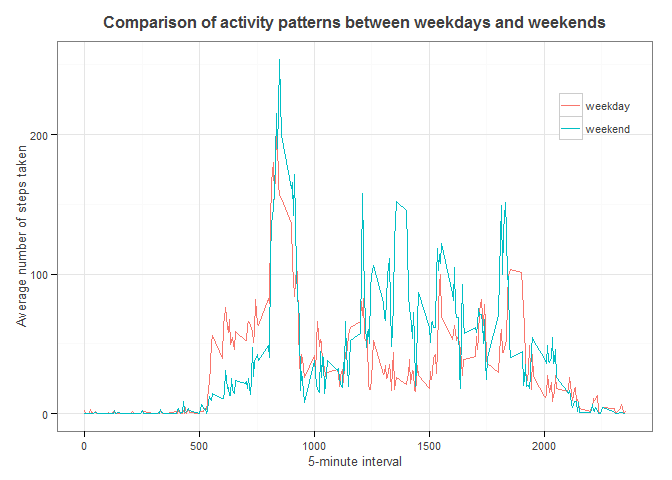 Comparison of activity patterns between weekdays and weekends
Average number of steps taken
200
100
0
weekday
weekend
0
500
1000
1500
2000
5-minute interval